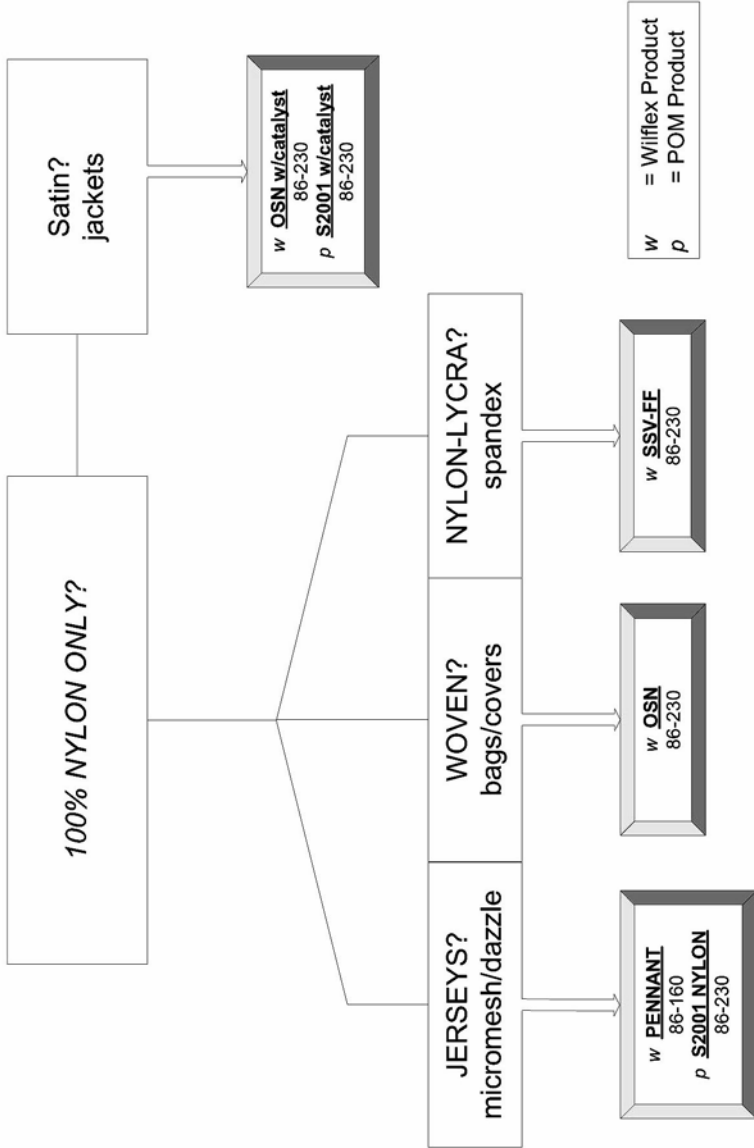 100% NYLON ONLY?
Satin?
jackets
w OSN w/catalyst
86-230
p S2001 w/catalyst
86-230
JERSEYS?
micromesh/dazzle
WOVEN?
bags/covers
NYLON-LYCRA?
spandex
w PENNANT
86-160
p S2001 NYLON
86-230
w OSN
86-230
w SSV-FF
86-230
w = Wilflex Product
p = POM Product